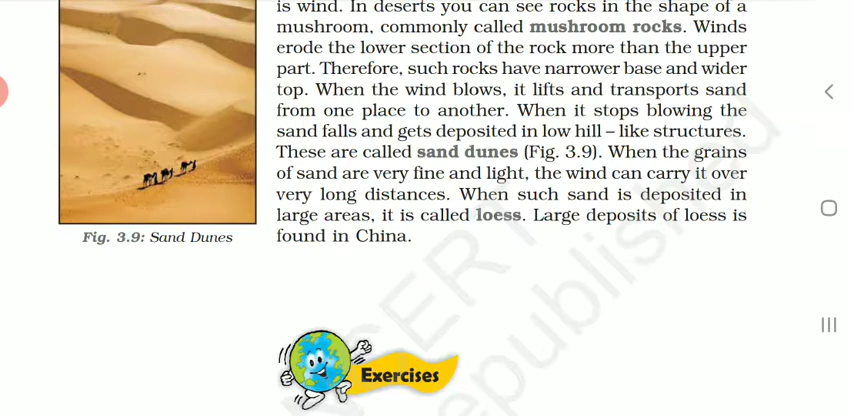 is wind. In deserts you can see rocks in the shape of a
mushroom, commonly called mushroom rocks. Winds
erode the lower section of the rock more than the upper
part. Therefore, such rocks have narrower base and wider
top. When the wind blows, it lifts and transports sand
from one place to another. When it stops blowing the
sand falls and gets deposited in low hill – like structures.
These are called sand dunes (Fig. 3.9). When the grains
of sand are very fine and light, the wind can carry it over
very long distances. When such sand is deposited in
large areas, it is called loess. Large deposits of loess is
found in China.
Fig. 3.9: Sand Dunes
Exercises